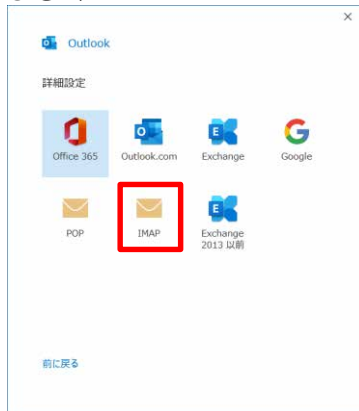 Outlook
詳細設定
Office 365
Outlook.com
Exchange
Google
POP
IMAP
Exchange
2013 以前
前に戻る